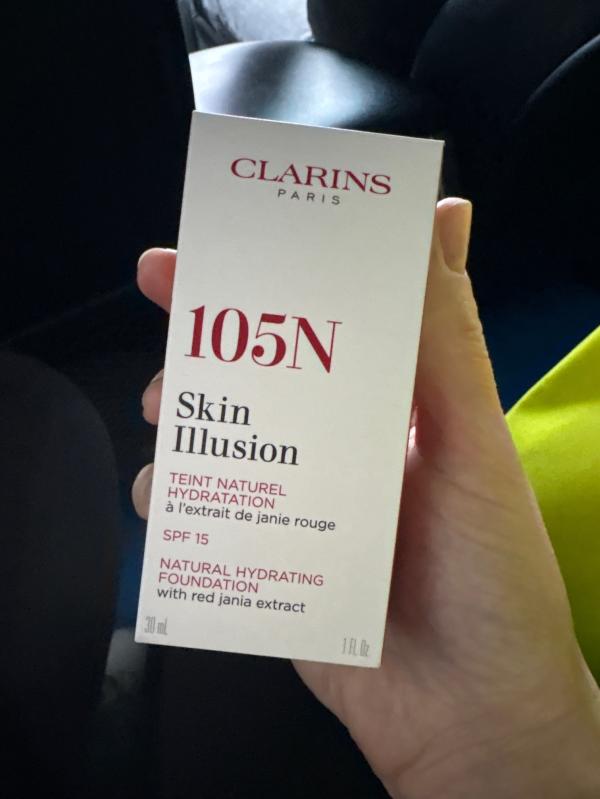 CLARINS
PARIS
105N
Skin
Illusion
TEINT NATUREL
HYDRATATION
à l'extrait de janie rouge
SPF 15
NATURAL HYDRATING
FOUNDATION
with red jania extract
30 mL
1 FL Oz